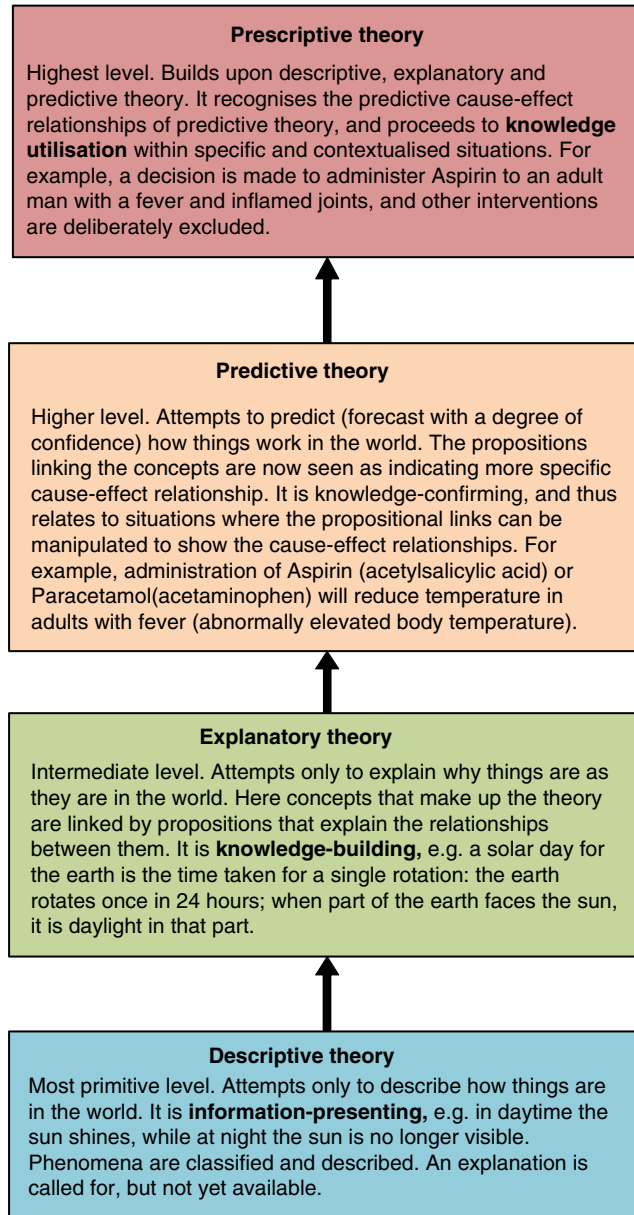 Prescriptive theory
Highest level. Builds upon descriptive, explanatory and
predictive theory. It recognises the predictive cause-effect
relationships of predictive theory, and proceeds to knowledge
utilisation within specific and contextualised situations. For
example, a decision is made to administer Aspirin to an adult
man with a fever and inflamed joints, and other interventions
are deliberately excluded.
Predictive theory
Higher level. Attempts to predict (forecast with a degree of
confidence) how things work in the world. The propositions
linking the concepts are now seen as indicating more specific
cause-effect relationship. It is knowledge-confirming, and thus
relates to situations where the propositional links can be
manipulated to show the cause-effect relationships. For
example, administration of Aspirin (acetylsalicylic acid) or
Paracetamol(acetaminophen) will reduce temperature in
adults with fever (abnormally elevated body temperature).
Explanatory theory
Intermediate level. Attempts only to explain why things are as
they are in the world. Here concepts that make up the theory
are linked by propositions that explain the relationships
between them. It is knowledge-building, e.g. a solar day for
the earth is the time taken for a single rotation: the earth
rotates once in 24 hours; when part of the earth faces the sun,
it is daylight in that part.
Descriptive theory
Most primitive level. Attempts only to describe how things are
in the world. It is information-presenting, e.g. in daytime the
sun shines, while at night the sun is no longer visible.
Phenomena are classified and described. An explanation is
called for, but not yet available.